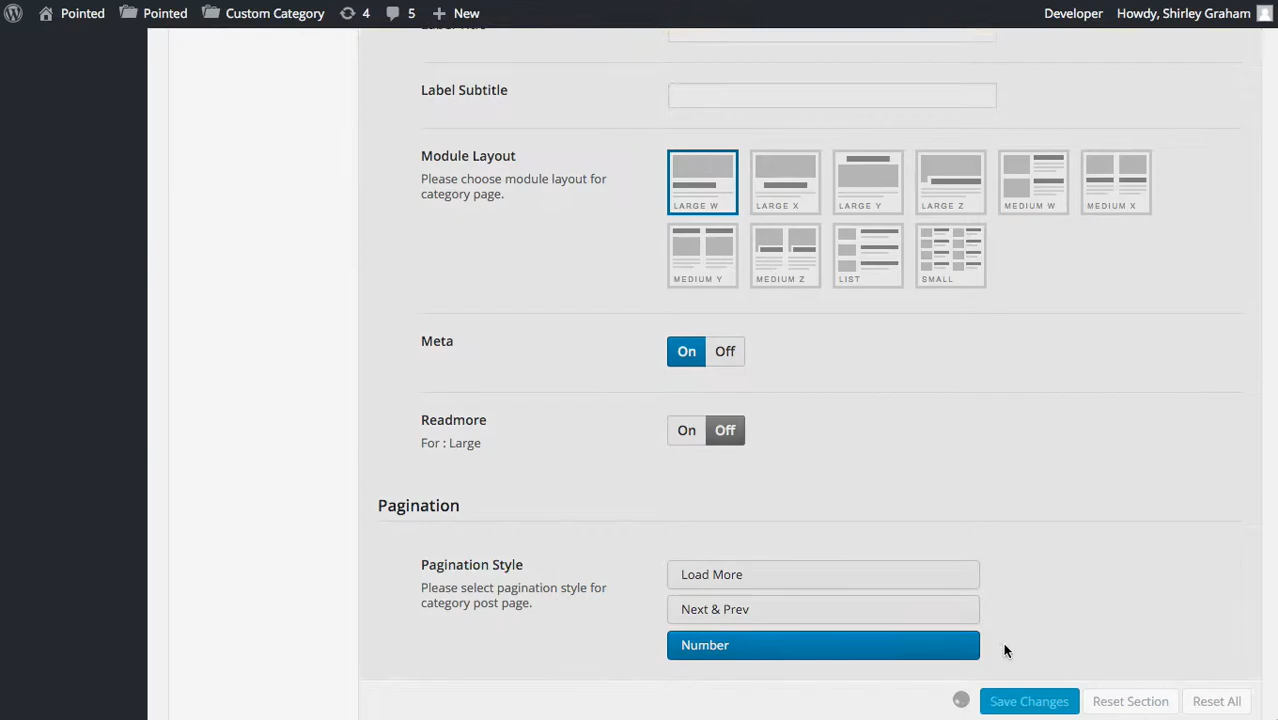 Pointed Pointed Custom Category 4 5 New Developer Howdy, Shirley Graham
Label Title
Label Subtitle
Module Layout
Please choose module layout for
category page.
LARGE W LARGE X LARGE Y LARGE Z MEDIUM W MEDIUM X
MEDIUM Y MEDIUM Z LIST SMALL
Meta
On Off
Readmore
For : Large
On Off
Pagination
Pagination Style
Please select pagination style for
category post page.
Load More
Next & Prev
Number
Save Changes Reset Section Reset All